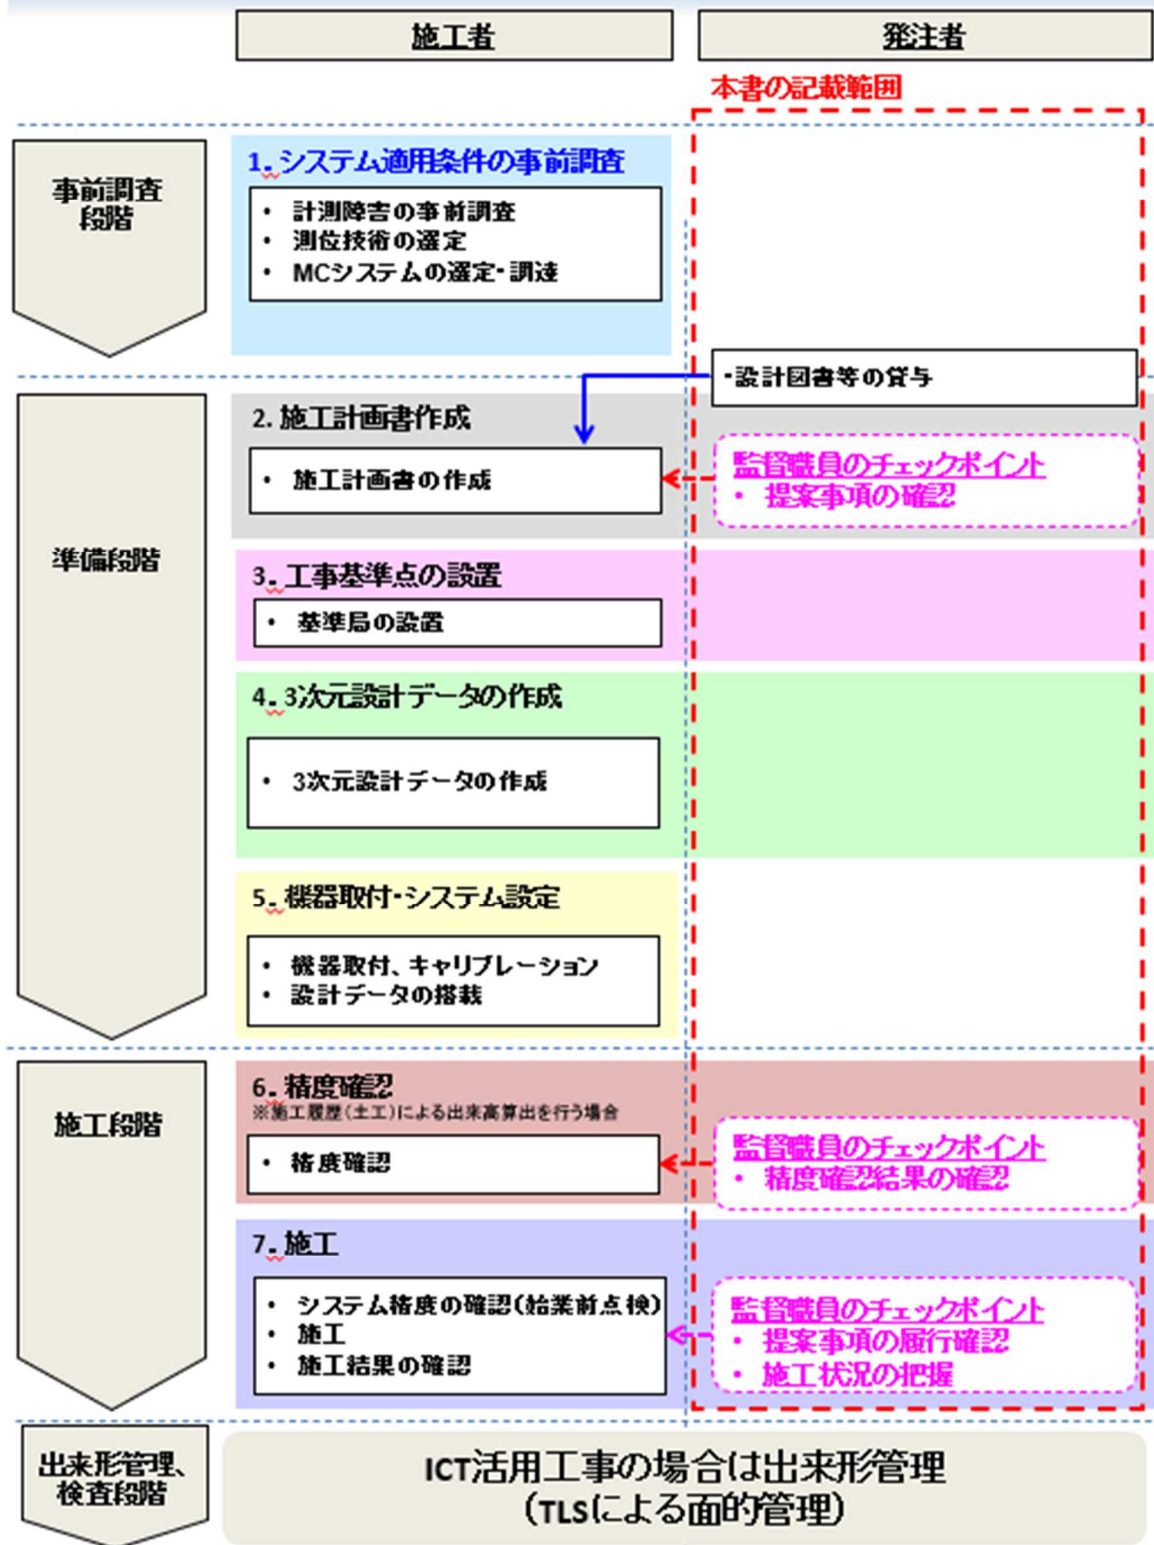 施工者
発注者
本書の記載範囲
事前調査
段階
1. システム適用条件の事前調査
・ 計測障害の事前調査
・ 測位技術の選定
・ MCシステムの選定・調達
・設計図書等の貸与
準備段階
2. 施工計画書作成
・ 施工計画書の作成
監督職員のチェックポイント
・ 提案事項の確認
3. 工事基準点の設置
・ 基準局の設置
4. 3次元設計データの作成
・ 3次元設計データの作成
5. 機器取付・システム設定
・ 機器取付、キャリブレーション
・ 設計データの搭載
施工段階
6. 精度確認
※施工履歴(土工)による出来高算出を行う場合
・ 精度確認
監督職員のチェックポイント
・ 精度確認結果の確認
7. 施工
・ システム精度の確認(始業前点検)
・ 施工
・ 施工結果の確認
監督職員のチェックポイント
・ 提案事項の履行確認
・ 施工状況の把握
出来形管理、
検査段階
ICT活用工事の場合は出来形管理
(TLSによる面的管理)